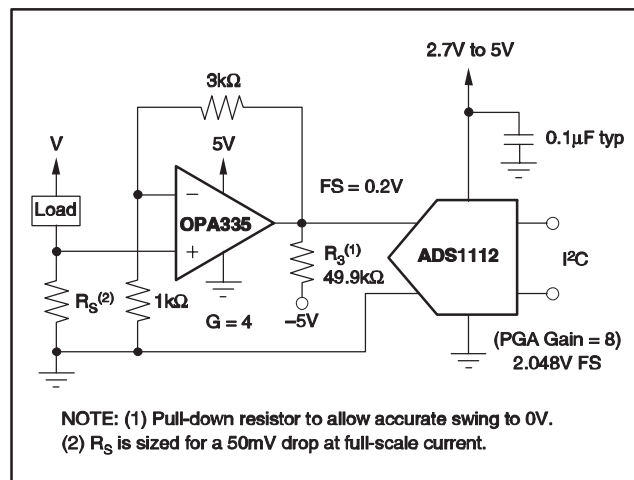 2.7V to 5V
3kΩ
0.1μF typ
V
5V
FS = 0.2V
Load
–
OPA335
+
ADS1112
I²C
R₃⁽¹⁾
49.9kΩ
R_S⁽²⁾
1kΩ
G = 4
–5V
(PGA Gain = 8)
2.048V FS
NOTE: (1) Pull-down resistor to allow accurate swing to 0V.
(2) R_S is sized for a 50mV drop at full-scale current.